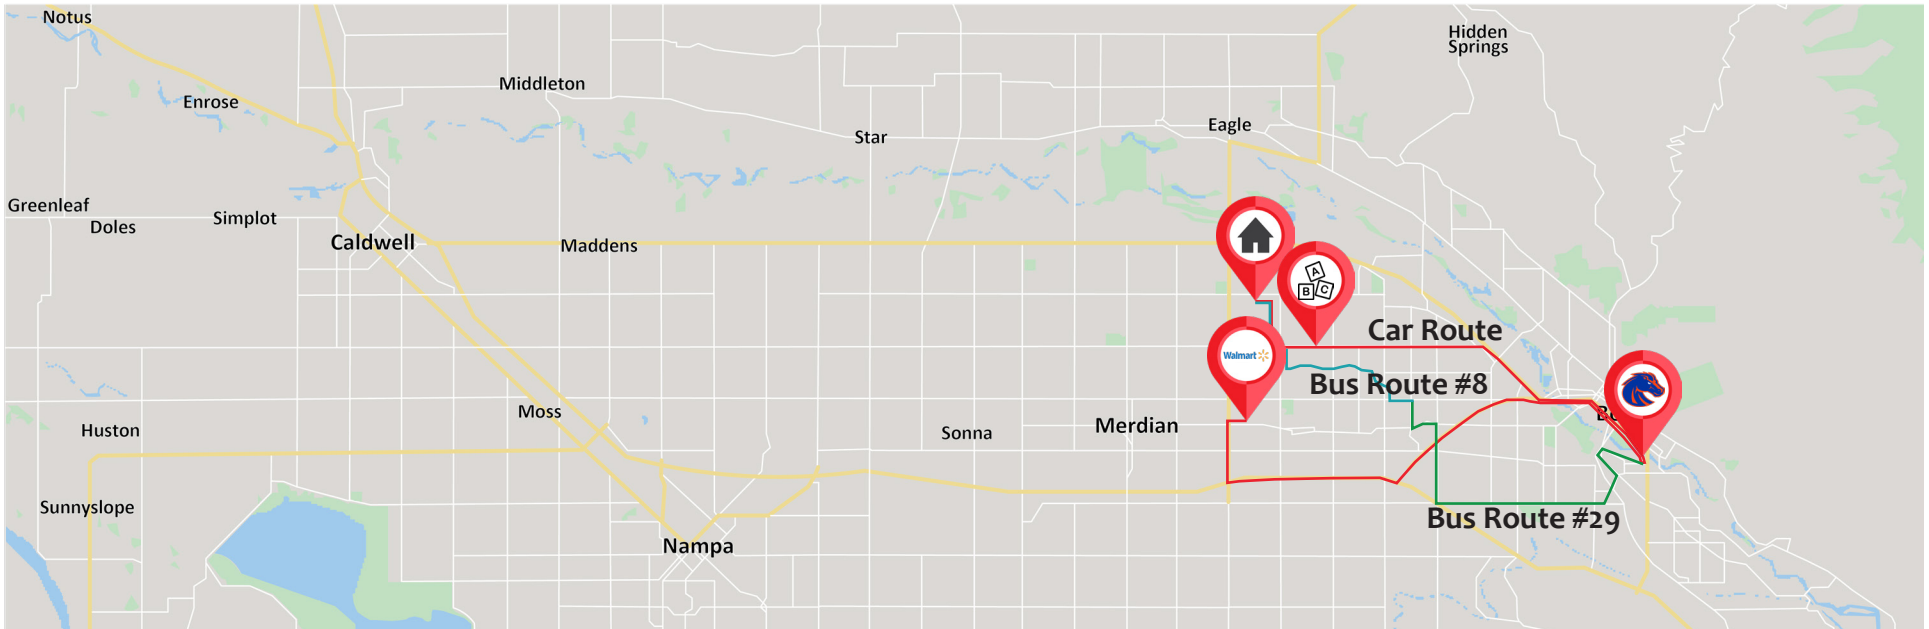 Notus
Hidden
Springs
Middleton
Enrose
Eagle
Star
Greenleaf
Doles
Simplot
Caldwell
Maddens
A
B C
Car Route
Walmart
Bus Route #8
Moss
Huston
Merdian
Sonna
Sunnyslope
Bus Route #29
Nampa